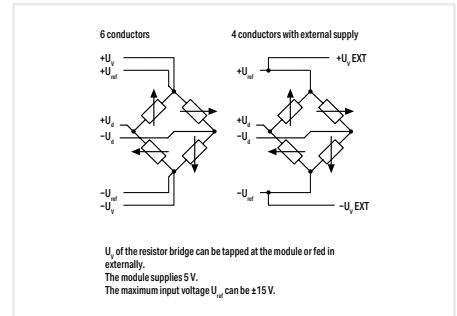 6 conductors
4 conductors with external supply
+Uv
+Uref
+Uref
+Uv EXT
+Ud
−Ud
+Ud
−Ud
−Uref
−Uv
−Uref
−Uv EXT
Uv of the resistor bridge can be tapped at the module or fed in
externally.
The module supplies 5 V.
The maximum input voltage Uref can be ±15 V.